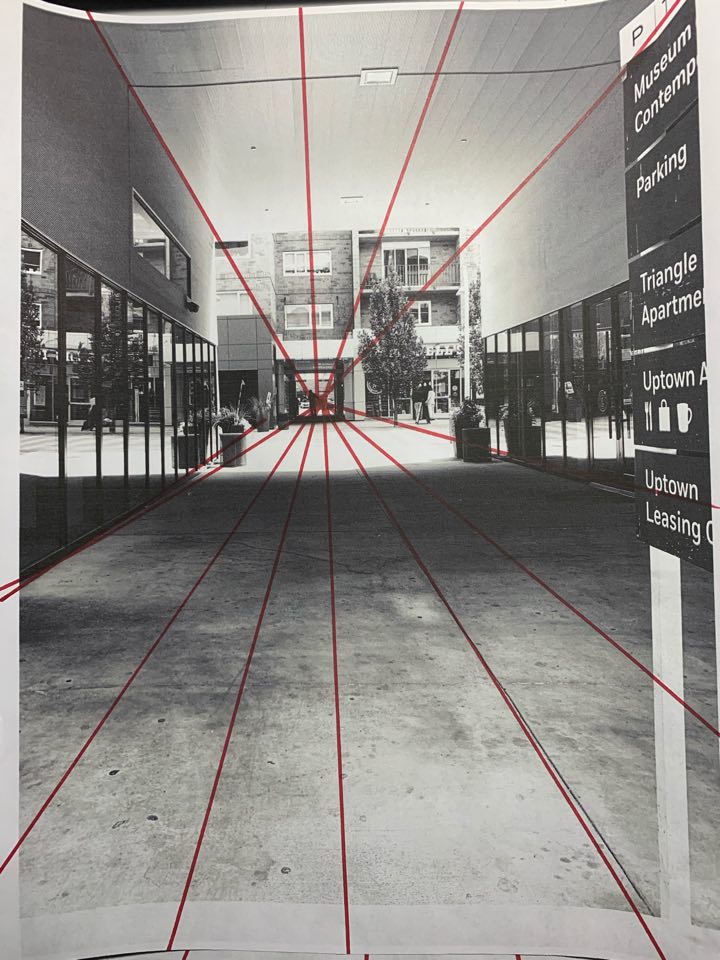 P
Museum
Contemp
Parking
Triangle
Apartme
Uptown A
Uptown
Leasing C